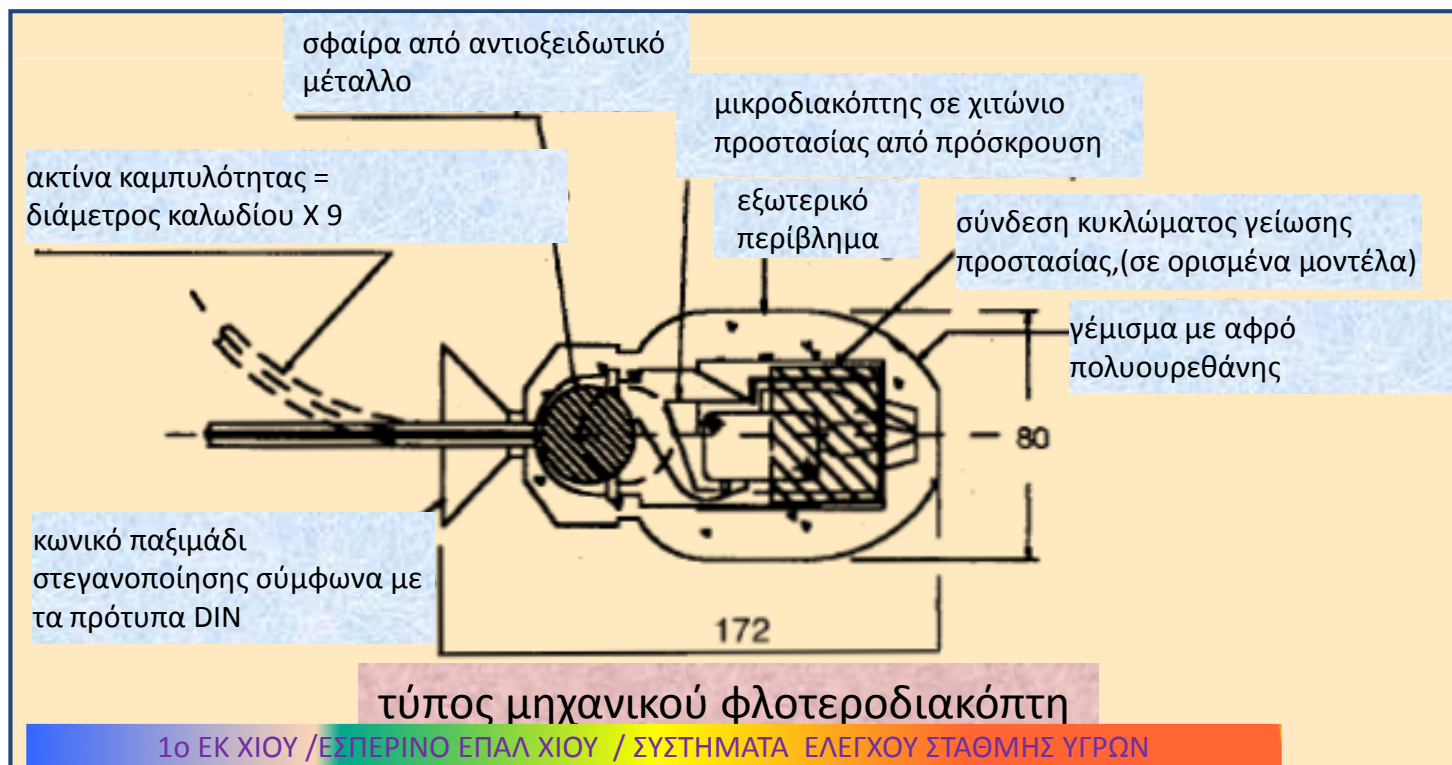 σφαίρα από αντιοξειδωτικό
μέταλλο
μικροδιακόπτης σε χιτώνιο
προστασίας από πρόσκρουση
ακτίνα καμπυλότητας =
διάμετρος καλωδίου Χ 9
εξωτερικό
περίβλημα
σύνδεση κυκλώματος γείωσης
προστασίας,(σε ορισμένα μοντέλα)
γέμισμα με αφρό
πολυουρεθάνης
80
κωνικό παξιμάδι
στεγανοποίησης σύμφωνα με
τα πρότυπα DIN
172
τύπος μηχανικού φλοτεροδιακόπτη
1ο ΕΚ ΧΙΟΥ /ΕΣΠΕΡΙΝΟ ΕΠΑΛ ΧΙΟΥ / ΣΥΣΤΗΜΑΤΑ ΕΛΕΓΧΟΥ ΣΤΑΘΜΗΣ ΥΓΡΩΝ